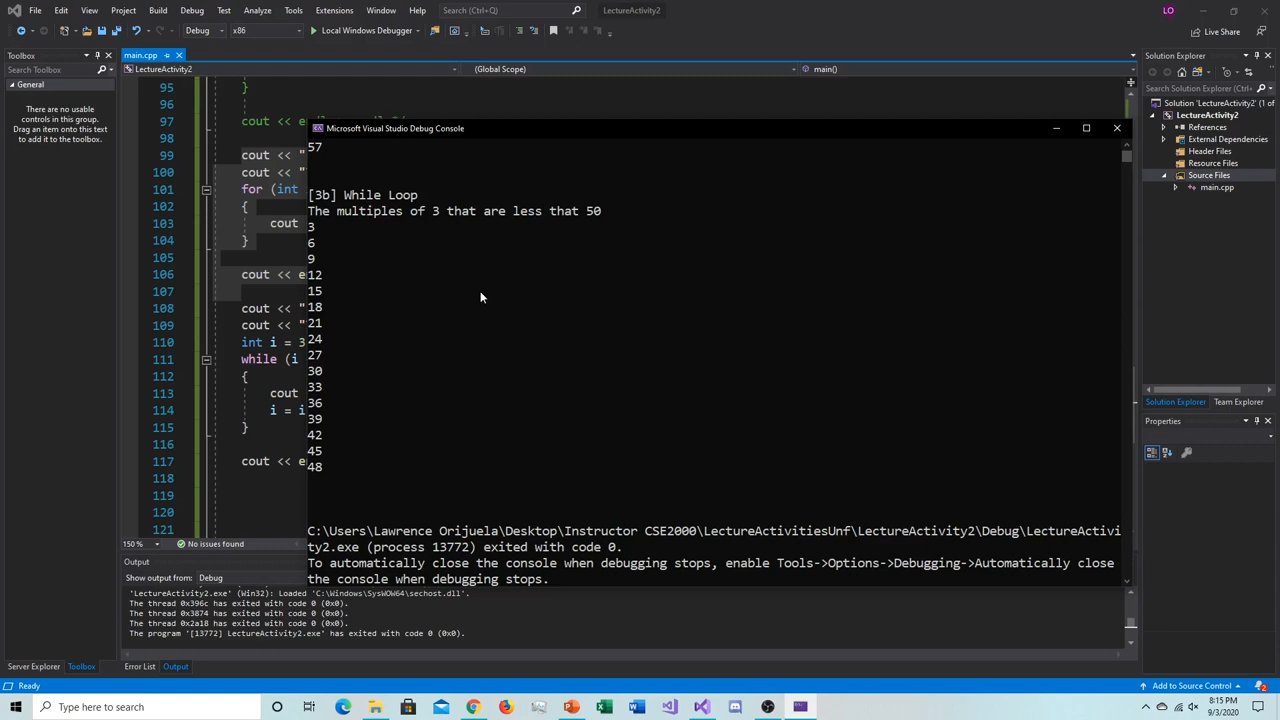 File Edit View Project Build Debug Test Analyze Tools Extensions Window Help Search (Ctrl+Q) LectureActivity2 LO
Debug x86 Local Windows Debugger Live Share
Toolbox
Search Toolbox
General
There are no usable
controls in this group.
Drag an item onto this text
to add it to the toolbox.
main.cpp
LectureActivity2 (Global Scope) main()
95 }
96
97 cout <<
98
99 cout << "
100 cout << "
101 for (int
102 {
103 cout
104 }
105
106 cout << e
107
108 cout << "
109 cout << "
110 int i = 3
111 while (i
112 {
113 cout
114 i = i
115 }
116
117 cout << e
118
119
120
121
150 % No issues found
Microsoft Visual Studio Debug Console
57
[3b] While Loop
The multiples of 3 that are less that 50
3
6
9
12
15
18
21
24
27
30
33
36
39
42
45
48
C:\Users\Lawrence Orijuela\Desktop\Instructor CSE2000\LectureActivitiesUnf\LectureActivity2\Debug\LectureActivi
ty2.exe (process 13772) exited with code 0.
To automatically close the console when debugging stops, enable Tools->Options->Debugging->Automatically close
the console when debugging stops.
Output
Show output from: Debug
'LectureActivity2.exe' (Win32): Loaded 'C:\Windows\SysWOW64\sechost.dll'.
The thread 0x396c has exited with code 0 (0x0).
The thread 0x3874 has exited with code 0 (0x0).
The thread 0x2a18 has exited with code 0 (0x0).
The program '[13772] LectureActivity2.exe' has exited with code 0 (0x0).
Solution Explorer
Search Solution Explorer (Ctrl+
Solution 'LectureActivity2' (1 of
LectureActivity2
References
External Dependencies
Header Files
Resource Files
Source Files
main.cpp
Solution Explorer Team Explorer
Properties
Server Explorer Toolbox Error List Output
Ready Add to Source Control 2
Type here to search
8:15 PM
9/3/2020
2